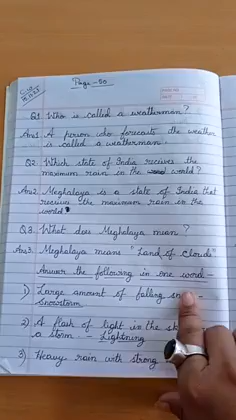 Page-50
C.W
Q1 Who is called a weatherman?
Ans1 A person who forecasts the weather
is called a weatherman.
Q2. Which state of India receives the
maximum rain in the world?
Ans2. Meghalaya is a state of India that
receives the maximum rain in the
world
Q3. What does Meghalaya mean?
Ans3. Meghalaya means "Land of Clouds"
Answer the following in one word-
1) Large amount of falling -
Snowstorm
2) A flash of light in the
a storm - Lightning
3) Heavy rain with strong